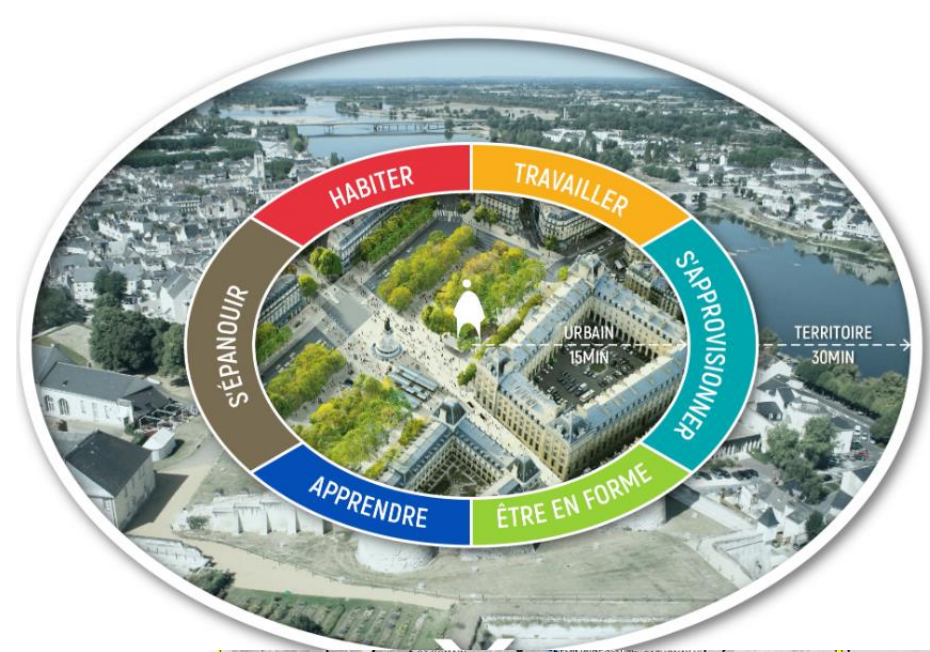 HABITER
TRAVAILLER
S'APPROVISIONNER
ÊTRE EN FORME
APPRENDRE
S'ÉPANOUIR
URBAIN
15MIN
TERRITOIRE
30MIN